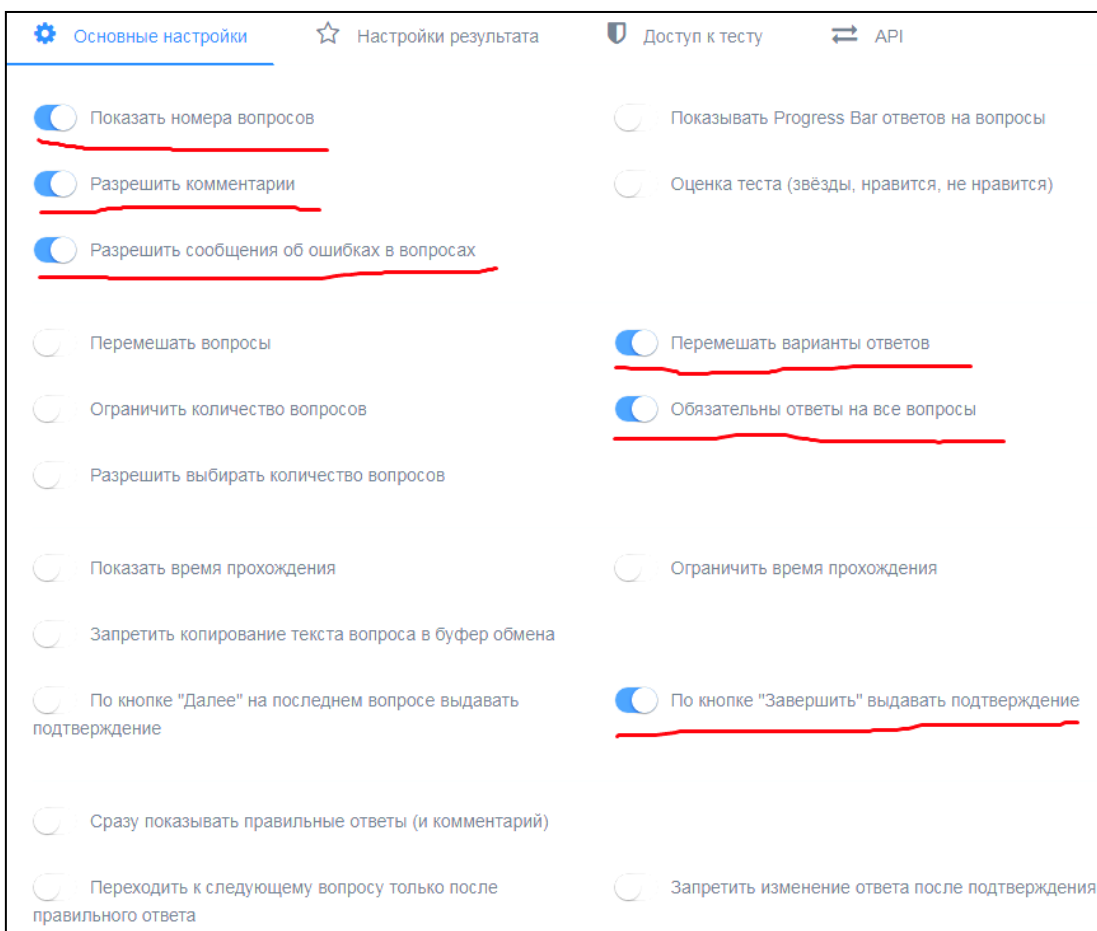 Основные настройки
Настройки результата
Доступ к тесту
API
Показать номера вопросов
Показывать Progress Bar ответов на вопросы
Разрешить комментарии
Оценка теста (звёзды, нравится, не нравится)
Разрешить сообщения об ошибках в вопросах
Перемешать вопросы
Перемешать варианты ответов
Ограничить количество вопросов
Обязательны ответы на все вопросы
Разрешить выбирать количество вопросов
Показать время прохождения
Ограничить время прохождения
Запретить копирование текста вопроса в буфер обмена
По кнопке "Далее" на последнем вопросе выдавать
подтверждение
По кнопке "Завершить" выдавать подтверждение
Сразу показывать правильные ответы (и комментарий)
Переходить к следующему вопросу только после
правильного ответа
Запретить изменение ответа после подтверждения